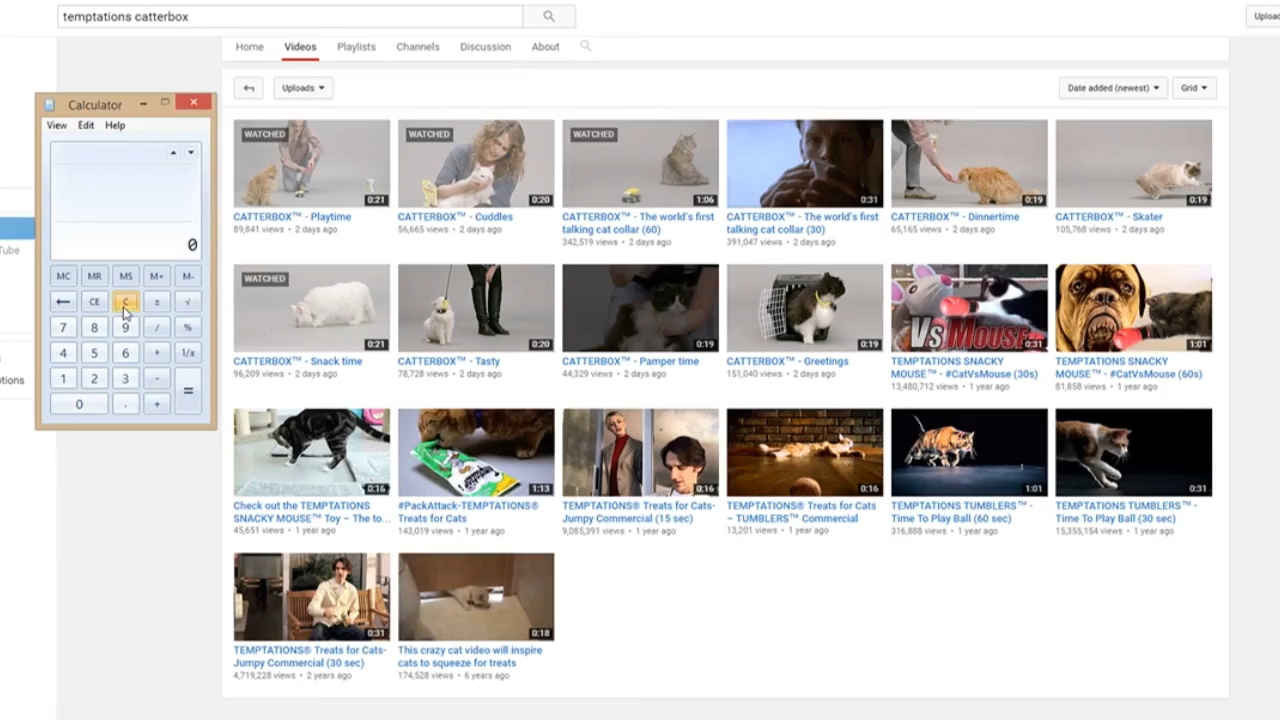 temptations catterbox
Upload
Home Videos Playlists Channels Discussion About
Uploads
Date added (newest) Grid
Calculator
View Edit Help
0
MC MR MS M+ M-
CE C ± √
7 8 9 / %
4 5 6 * 1/x
1 2 3 - =
0 . +
Tube
WATCHED
0:21
CATTERBOX™ - Playtime
89,841 views • 2 days ago
WATCHED
0:20
CATTERBOX™ - Cuddles
56,665 views • 2 days ago
WATCHED
1:06
CATTERBOX™ - The world's first
talking cat collar (60)
342,519 views • 2 days ago
0:31
CATTERBOX™ - The world's first
talking cat collar (30)
391,047 views • 2 days ago
0:19
CATTERBOX™ - Dinnertime
65,165 views • 2 days ago
0:19
CATTERBOX™ - Skater
105,768 views • 2 days ago
WATCHED
0:21
CATTERBOX™ - Snack time
96,209 views • 2 days ago
0:20
CATTERBOX™ - Tasty
78,728 views • 2 days ago
0:19
CATTERBOX™ - Pamper time
44,329 views • 2 days ago
0:19
CATTERBOX™ - Greetings
151,040 views • 2 days ago
Vs MOUSE
0:31
TEMPTATIONS SNACKY
MOUSE™ - #CatVsMouse (30s)
13,480,712 views • 1 year ago
1:01
TEMPTATIONS SNACKY
MOUSE™ - #CatVsMouse (60s)
81,858 views • 1 year ago
0:16
Check out the TEMPTATIONS
SNACKY MOUSE™ Toy – The to...
45,651 views • 1 year ago
1:13
#PackAttack-TEMPTATIONS®
Treats for Cats
143,019 views • 1 year ago
0:16
TEMPTATIONS® Treats for Cats-
Jumpy Commercial (15 sec)
9,085,391 views • 1 year ago
0:16
TEMPTATIONS® Treats for Cats
– TUMBLERS™ Commercial
13,201 views • 1 year ago
1:01
TEMPTATIONS TUMBLERS™ -
Time To Play Ball (60 sec)
316,888 views • 1 year ago
0:31
TEMPTATIONS TUMBLERS™ -
Time To Play Ball (30 sec)
15,355,154 views • 1 year ago
0:31
TEMPTATIONS® Treats for Cats-
Jumpy Commercial (30 sec)
4,719,228 views • 2 years ago
0:18
This crazy cat video will inspire
cats to squeeze for treats
174,528 views • 6 years ago